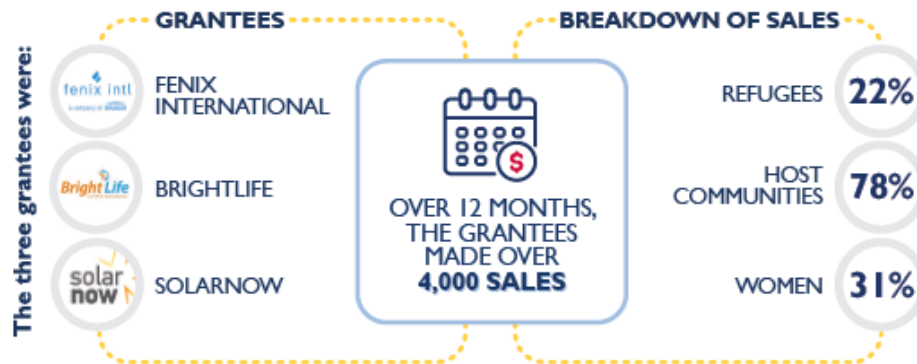 The three grantees were:
GRANTEES
fenix intl
FENIX
INTERNATIONAL
BrightLife
BRIGHTLIFE
solar
now
SOLARNOW
$
OVER 12 MONTHS,
THE GRANTEES
MADE OVER
4,000 SALES
BREAKDOWN OF SALES
REFUGEES
22%
HOST
COMMUNITIES
78%
WOMEN
31%